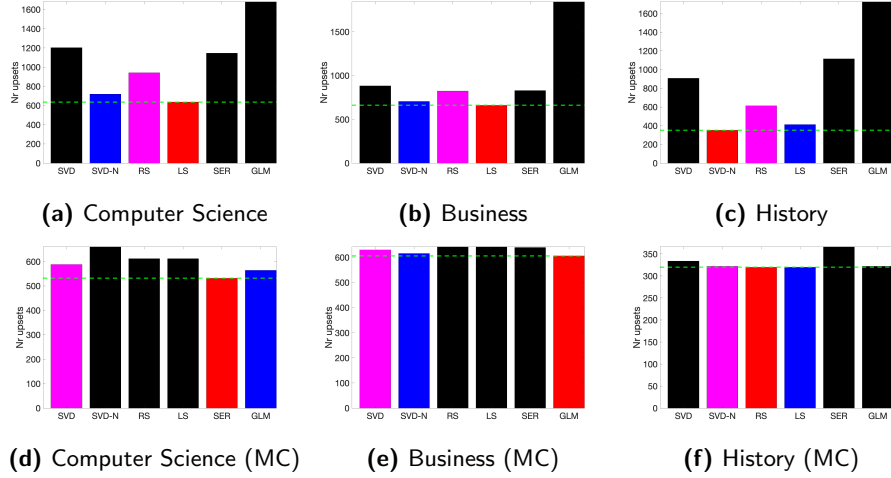 Nr upsets
1600
1400
1200
1000
800
600
400
200
0
SVD SVD-N RS LS SER GLM
(a) Computer Science
Nr upsets
1500
1000
500
0
SVD SVD-N RS LS SER GLM
(b) Business
Nr upsets
1600
1400
1200
1000
800
600
400
200
0
SVD SVD-N RS LS SER GLM
(c) History
Nr upsets
600
500
400
300
200
100
0
SVD SVD-N RS LS SER GLM
(d) Computer Science (MC)
Nr upsets
600
500
400
300
200
100
0
SVD SVD-N RS LS SER GLM
(e) Business (MC)
Nr upsets
350
300
250
200
150
100
50
0
SVD SVD-N RS LS SER GLM
(f) History (MC)